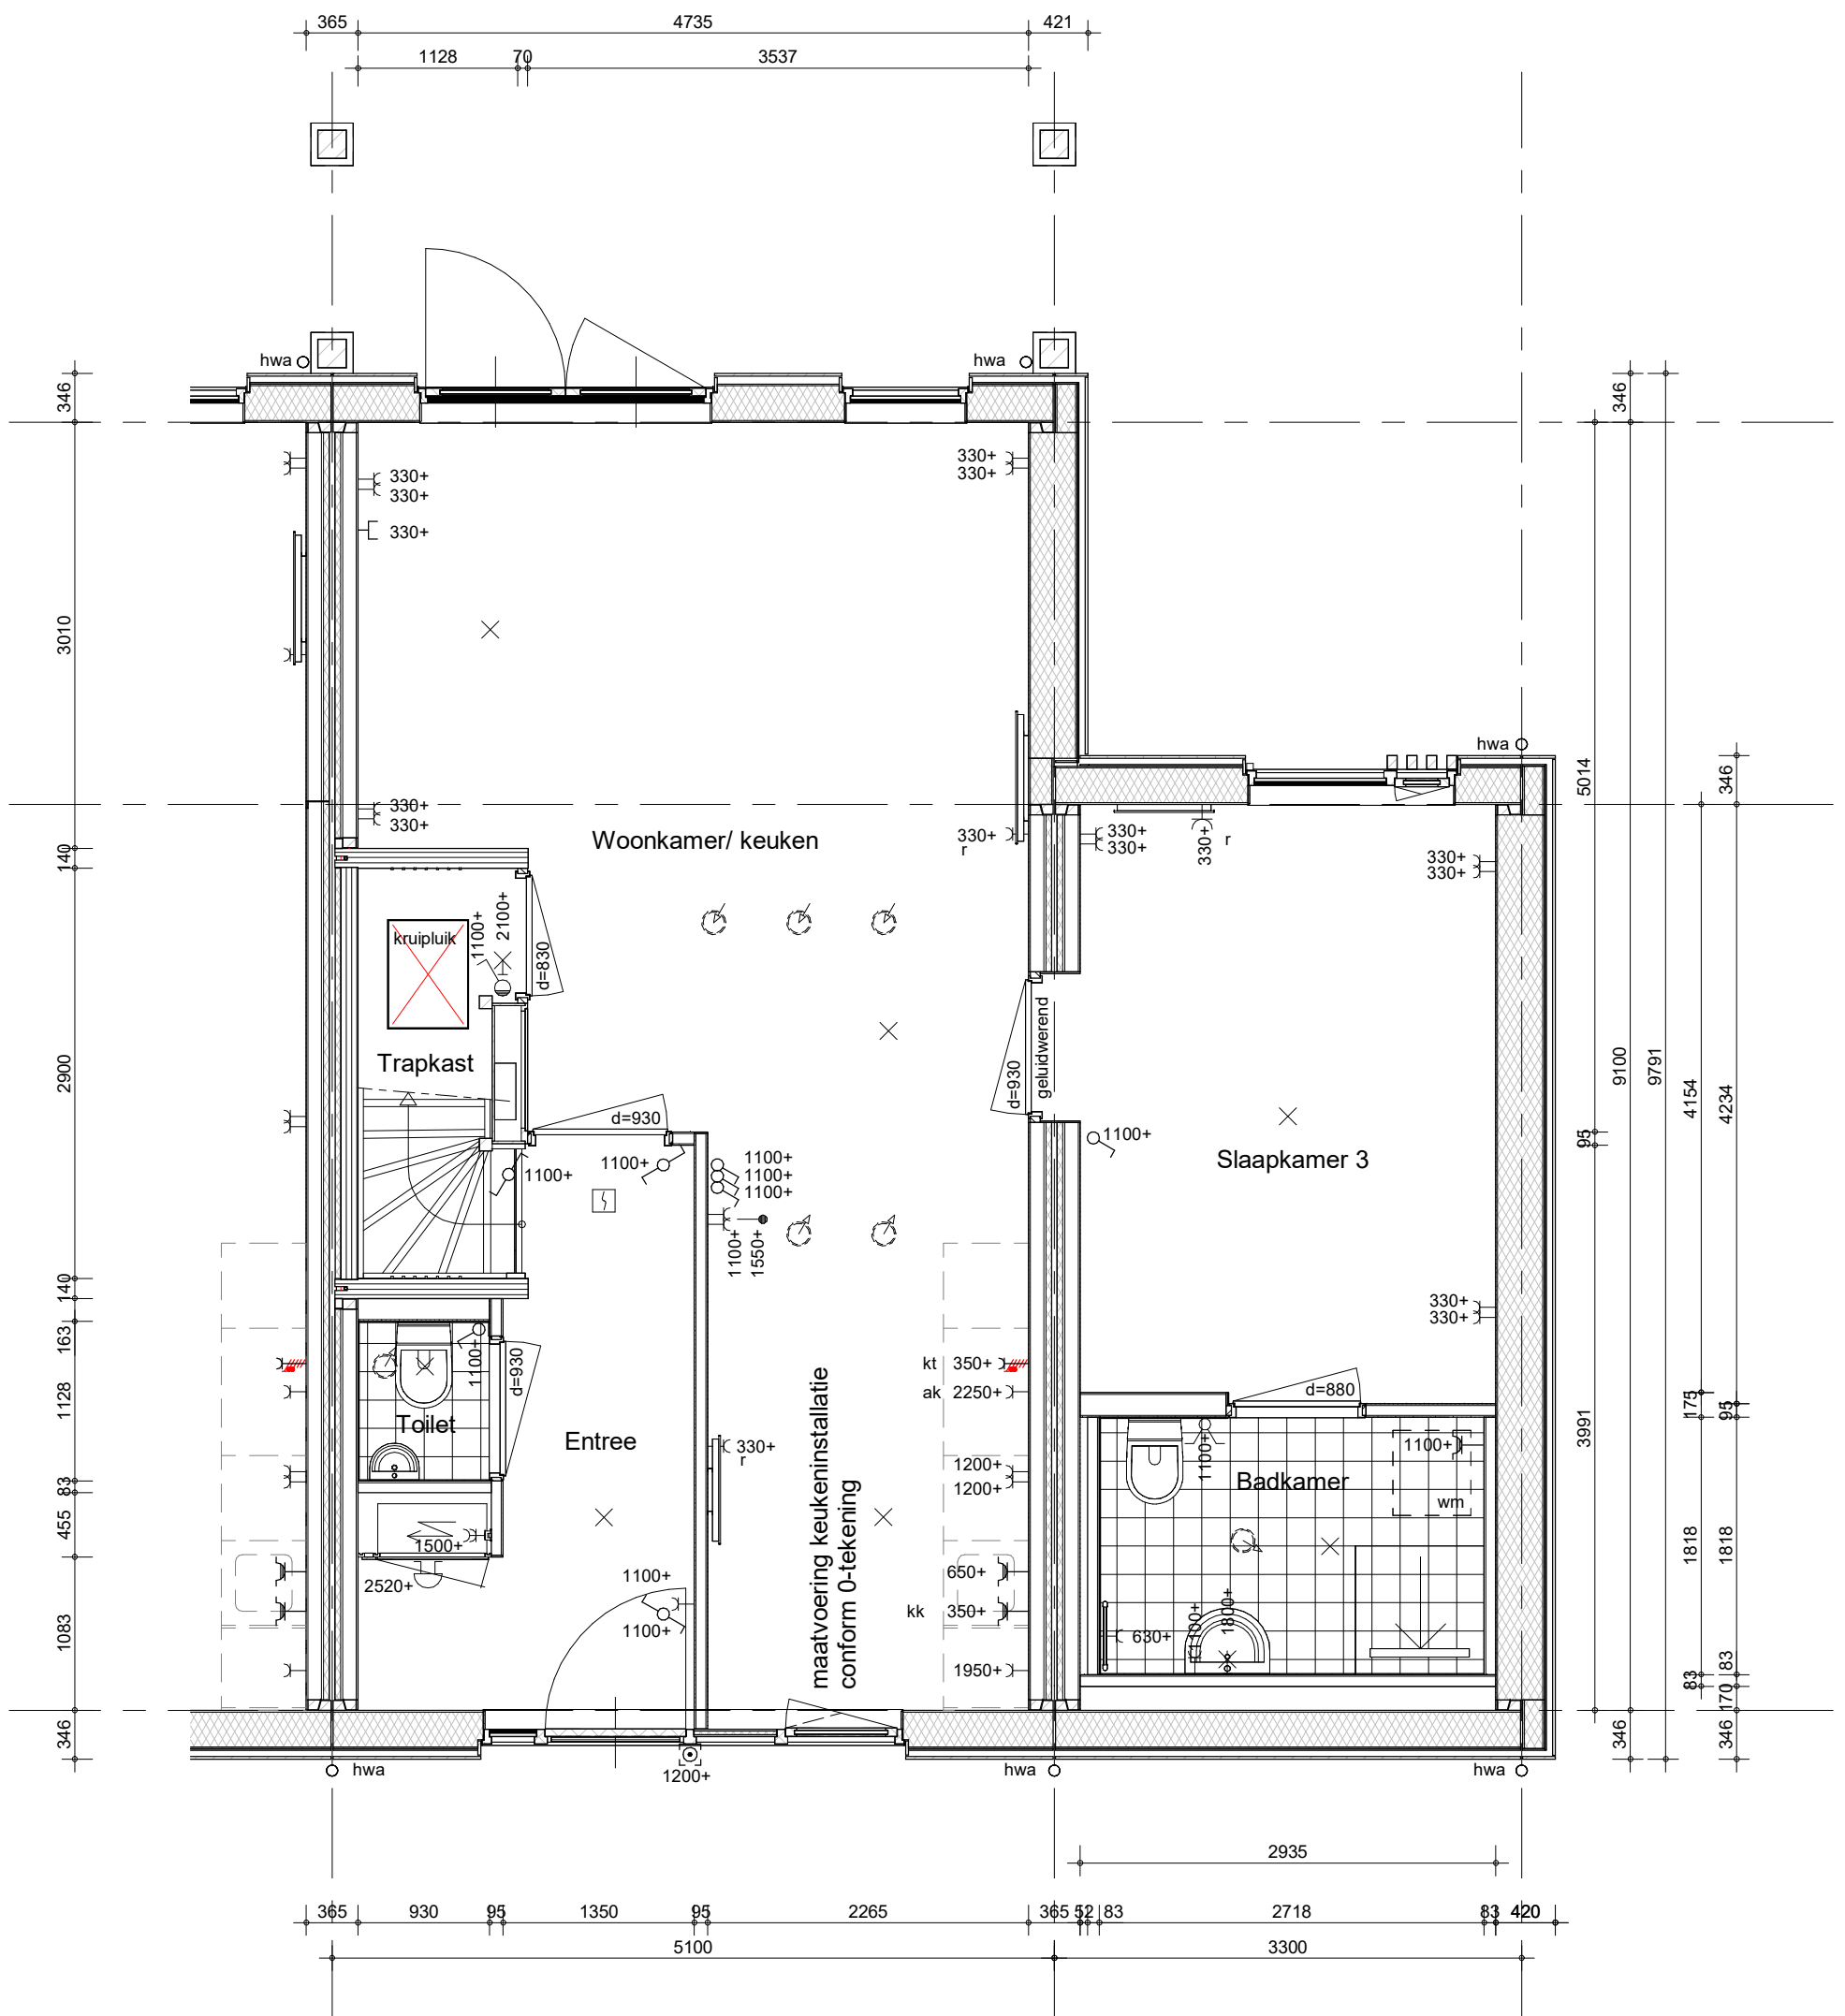 365 4735 421
1128 70 3537
hwa hwa
346 346
330+ 330+
330+ 330+
330+
3010
hwa
5014 346
330+
330+
Woonkamer/ keuken
330+
r
330+
330+
330+ r
330+
330+
140
kruipluik
1100+
2100+
d=830
Trapkast
2900
d=930
geluidwerend
9100 9791
4154 4234
d=930
1100+
95
Slaapkamer 3
1100+
1100+
1100+
1100+
1100+
1100+
1550+
330+
330+
140
163
1100+
d=930
kt 350+
ak 2250+
d=880
175 95
1128
Toilet
Entree
330+
r
maatvoering keukeninstallatie
conform 0-tekening
3991
1100+
1100+
Badkamer
wm
1200+
1200+
83
455
1500+
2520+
1100+
1100+
650+
kk 350+
1100+
1800+
630+
1818 1818
1083
1950+
83
83
170
346 346 346
hwa
1200+
hwa hwa
2935
365 930 95 1350 95 2265 365 52 83 2718 83 420
5100 3300